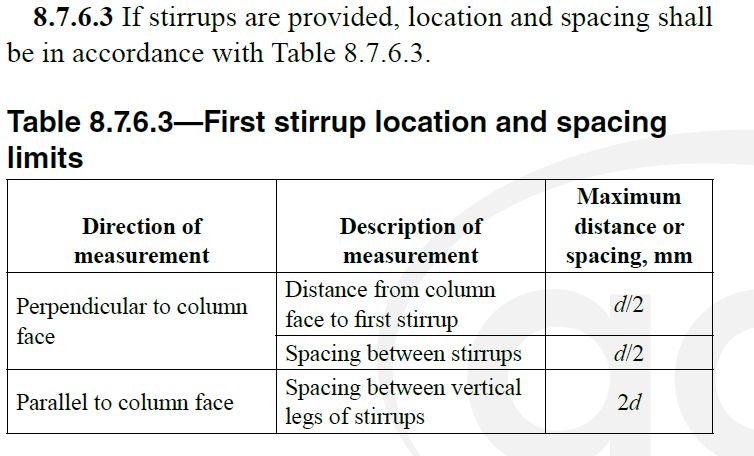 8.7.6.3 If stirrups are provided, location and spacing shall
be in accordance with Table 8.7.6.3.
Table 8.7.6.3—First stirrup location and spacing
limits
Direction of
measurement
Description of
measurement
Maximum
distance or
spacing, mm
Perpendicular to column
face
Distance from column
face to first stirrup
d/2
Spacing between stirrups
d/2
Parallel to column face
Spacing between vertical
legs of stirrups
2d